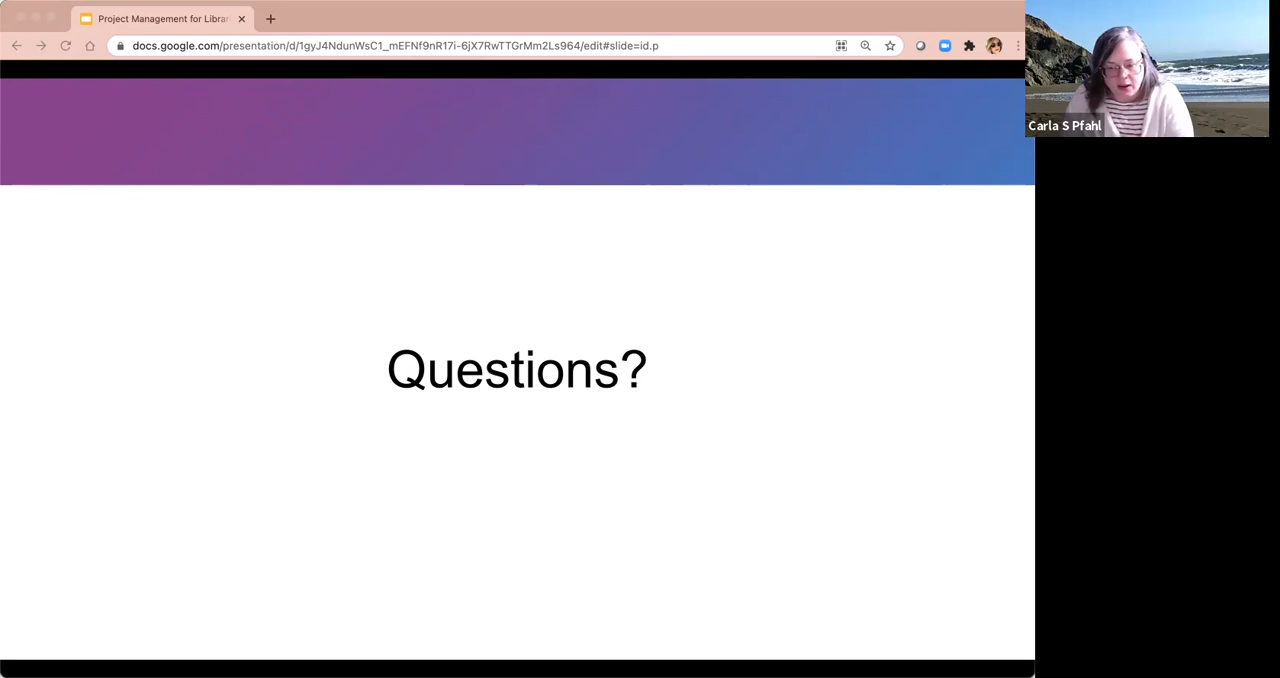 Project Management for Librar
docs.google.com/presentation/d/1gyJ4NdunWsC1_mEFNf9nR17i-6jX7RwTTGrMm2Ls964/edit#slide=id.p
Carla S Pfahl
Questions?